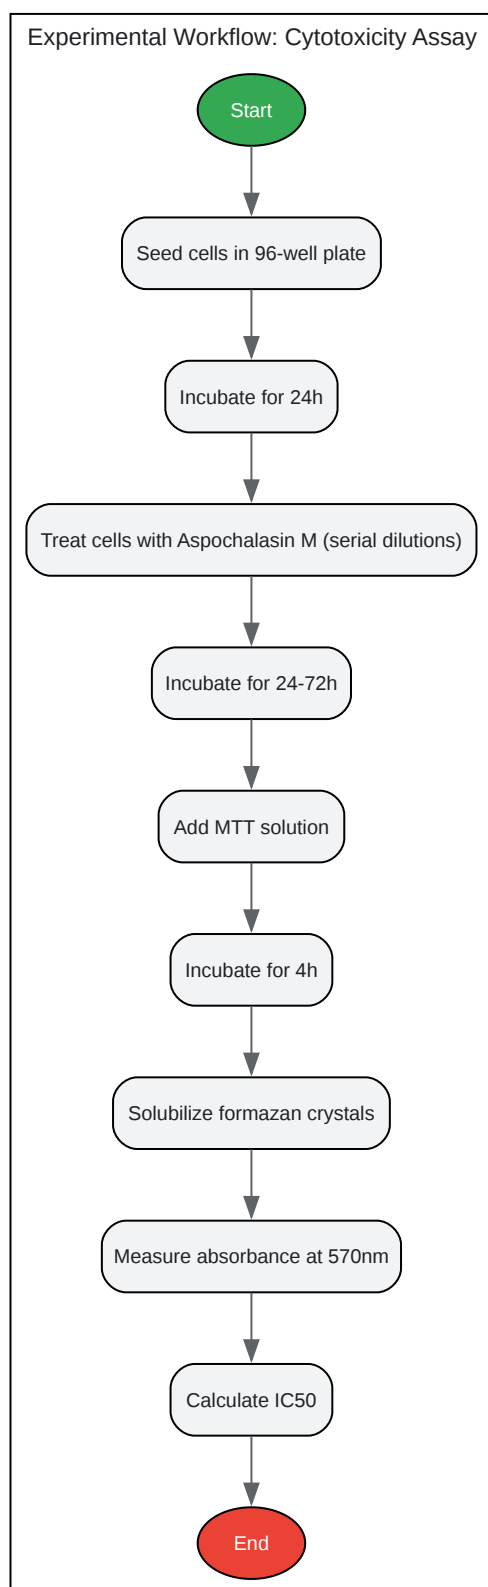 Experimental Workflow: Cytotoxicity Assay
Start
Seed cells in 96-well plate
Incubate for 24h
Treat cells with Aspochalasin M (serial dilutions)
Incubate for 24-72h
Add MTT solution
Incubate for 4h
Solubilize formazan crystals
Measure absorbance at 570nm
Calculate IC50
End